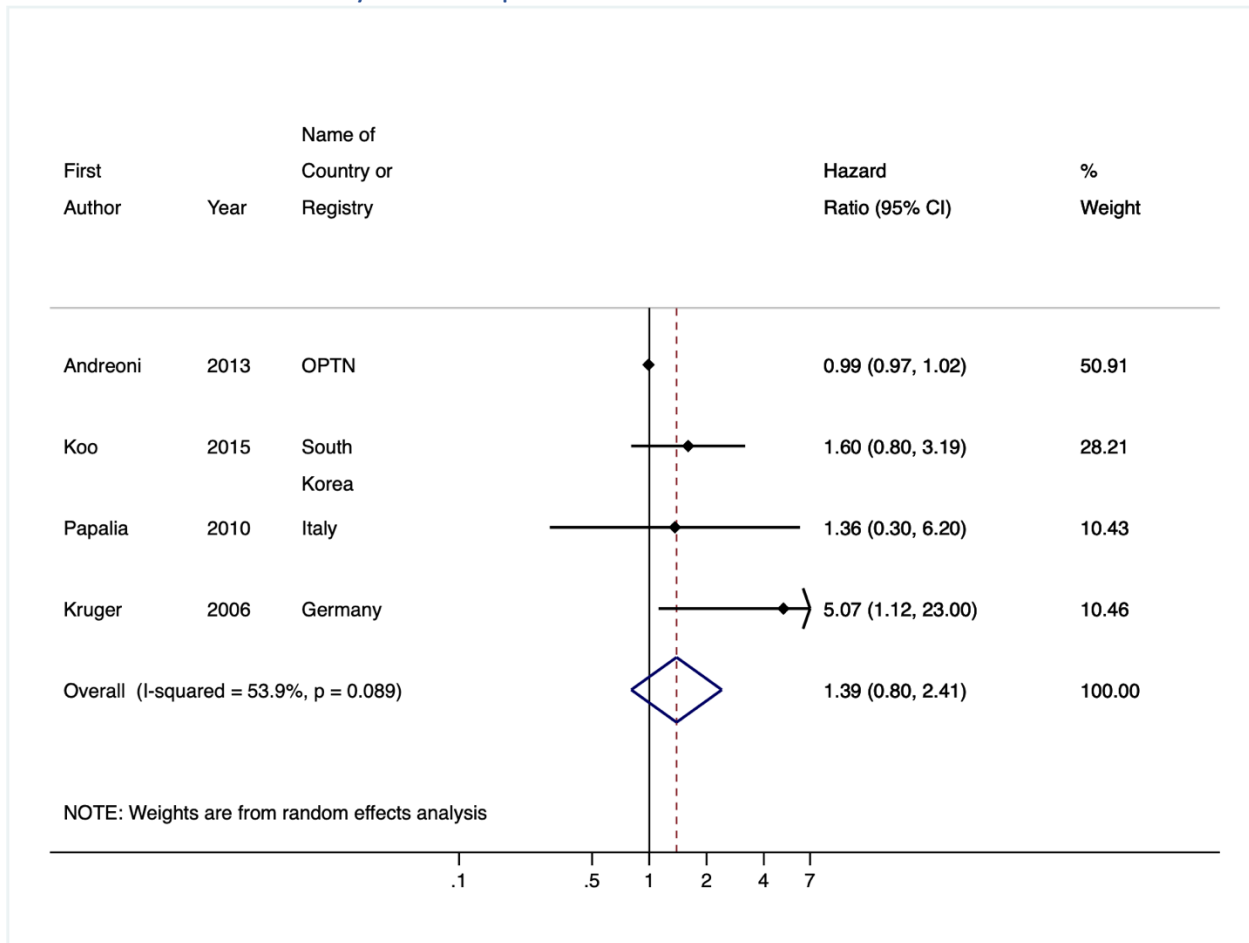 Name of
First Country or Hazard %
Author Year Registry Ratio (95% CI) Weight
Andreoni 2013 OPTN 0.99 (0.97, 1.02) 50.91
Koo 2015 South 1.60 (0.80, 3.19) 28.21
Korea
Papalia 2010 Italy 1.36 (0.30, 6.20) 10.43
Kruger 2006 Germany 5.07 (1.12, 23.00) 10.46
Overall (I-squared = 53.9%, p = 0.089) 1.39 (0.80, 2.41) 100.00
NOTE: Weights are from random effects analysis
.1 .5 1 2 4 7